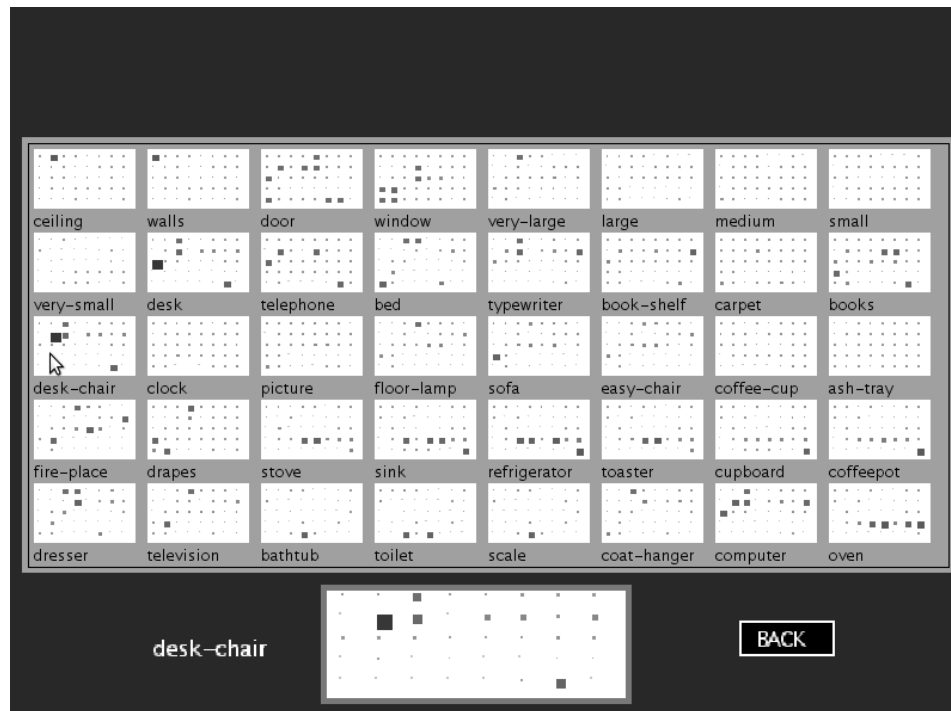 ceiling walls door window very-large large medium small
very-small desk telephone bed typewriter book-shelf carpet books
desk-chair clock picture floor-lamp sofa easy-chair coffee-cup ash-tray
fire-place drapes stove sink refrigerator toaster cupboard coffeepot
dresser television bathtub toilet scale coat-hanger computer oven
desk-chair BACK